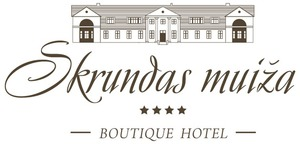 Skrundas muiža
★★★★
— BOUTIQUE HOTEL —